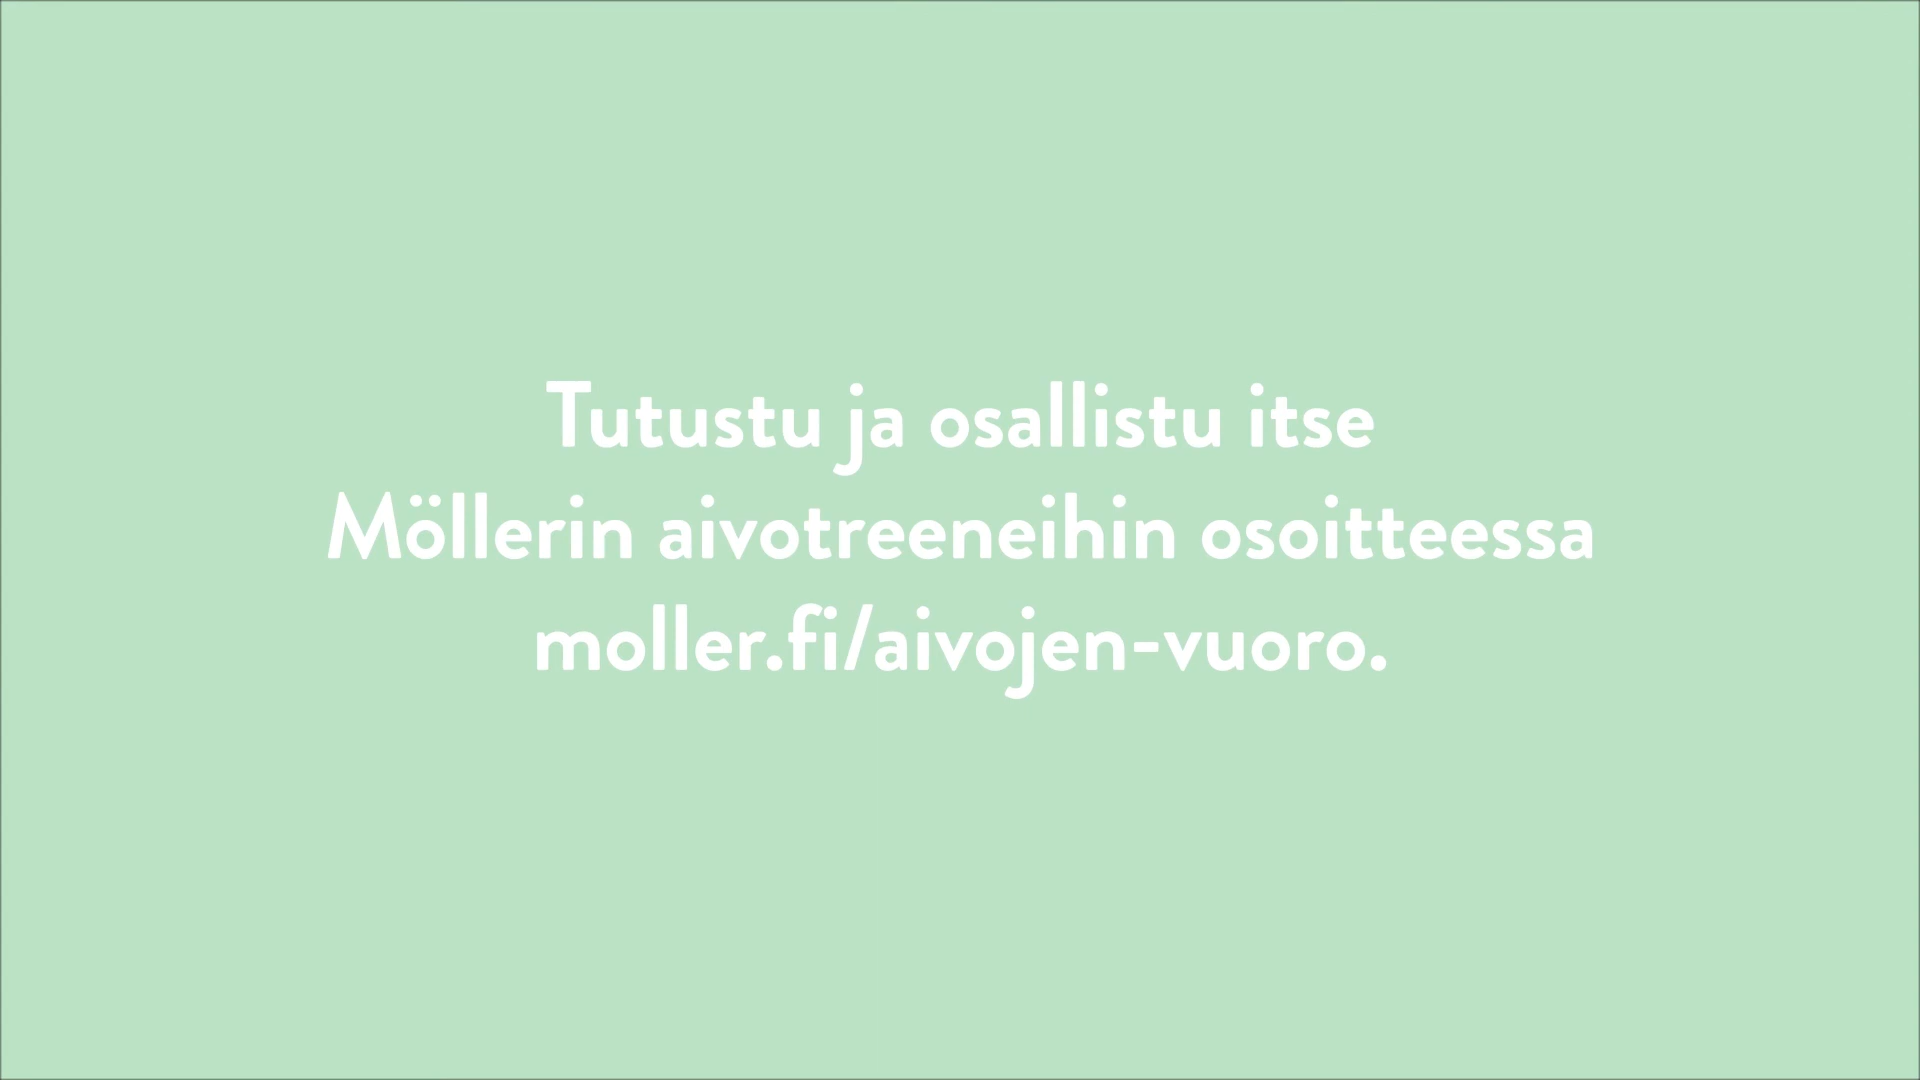 Tutustu ja osallistu itse
Möllerin aivotreeneihin osoitteessa
moller.fi/aivojen-vuoro.